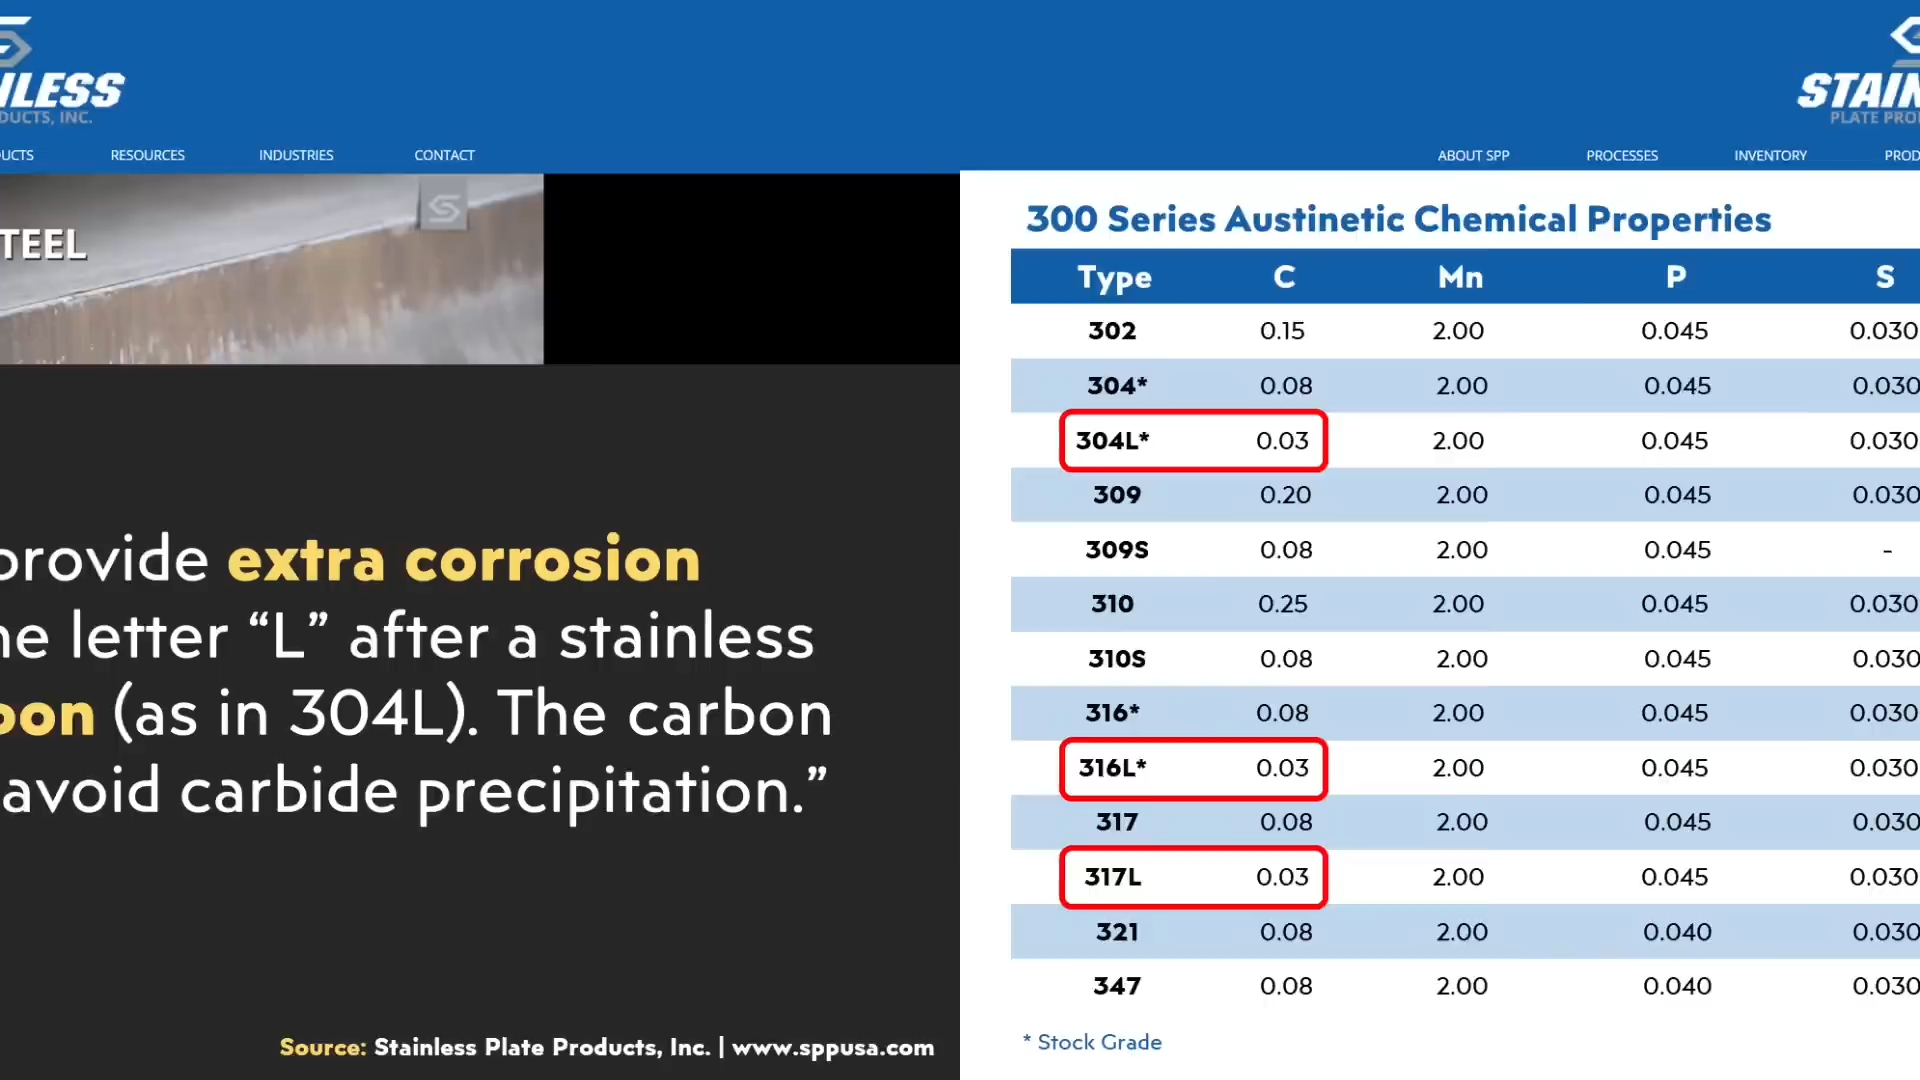 NLESS
DUCTS, INC.
UCTS RESOURCES INDUSTRIES CONTACT
TEEL
provide extra corrosion
he letter “L” after a stainless
bon (as in 304L). The carbon
avoid carbide precipitation.”
Source: Stainless Plate Products, Inc. | www.sppusa.com
STAIN
PLATE PRO
ABOUT SPP PROCESSES INVENTORY PROD
300 Series Austinetic Chemical Properties
Type C Mn P S
302 0.15 2.00 0.045 0.030
304* 0.08 2.00 0.045 0.030
304L* 0.03 2.00 0.045 0.030
309 0.20 2.00 0.045 0.030
309S 0.08 2.00 0.045 -
310 0.25 2.00 0.045 0.030
310S 0.08 2.00 0.045 0.030
316* 0.08 2.00 0.045 0.030
316L* 0.03 2.00 0.045 0.030
317 0.08 2.00 0.045 0.030
317L 0.03 2.00 0.045 0.030
321 0.08 2.00 0.040 0.030
347 0.08 2.00 0.040 0.030
* Stock Grade